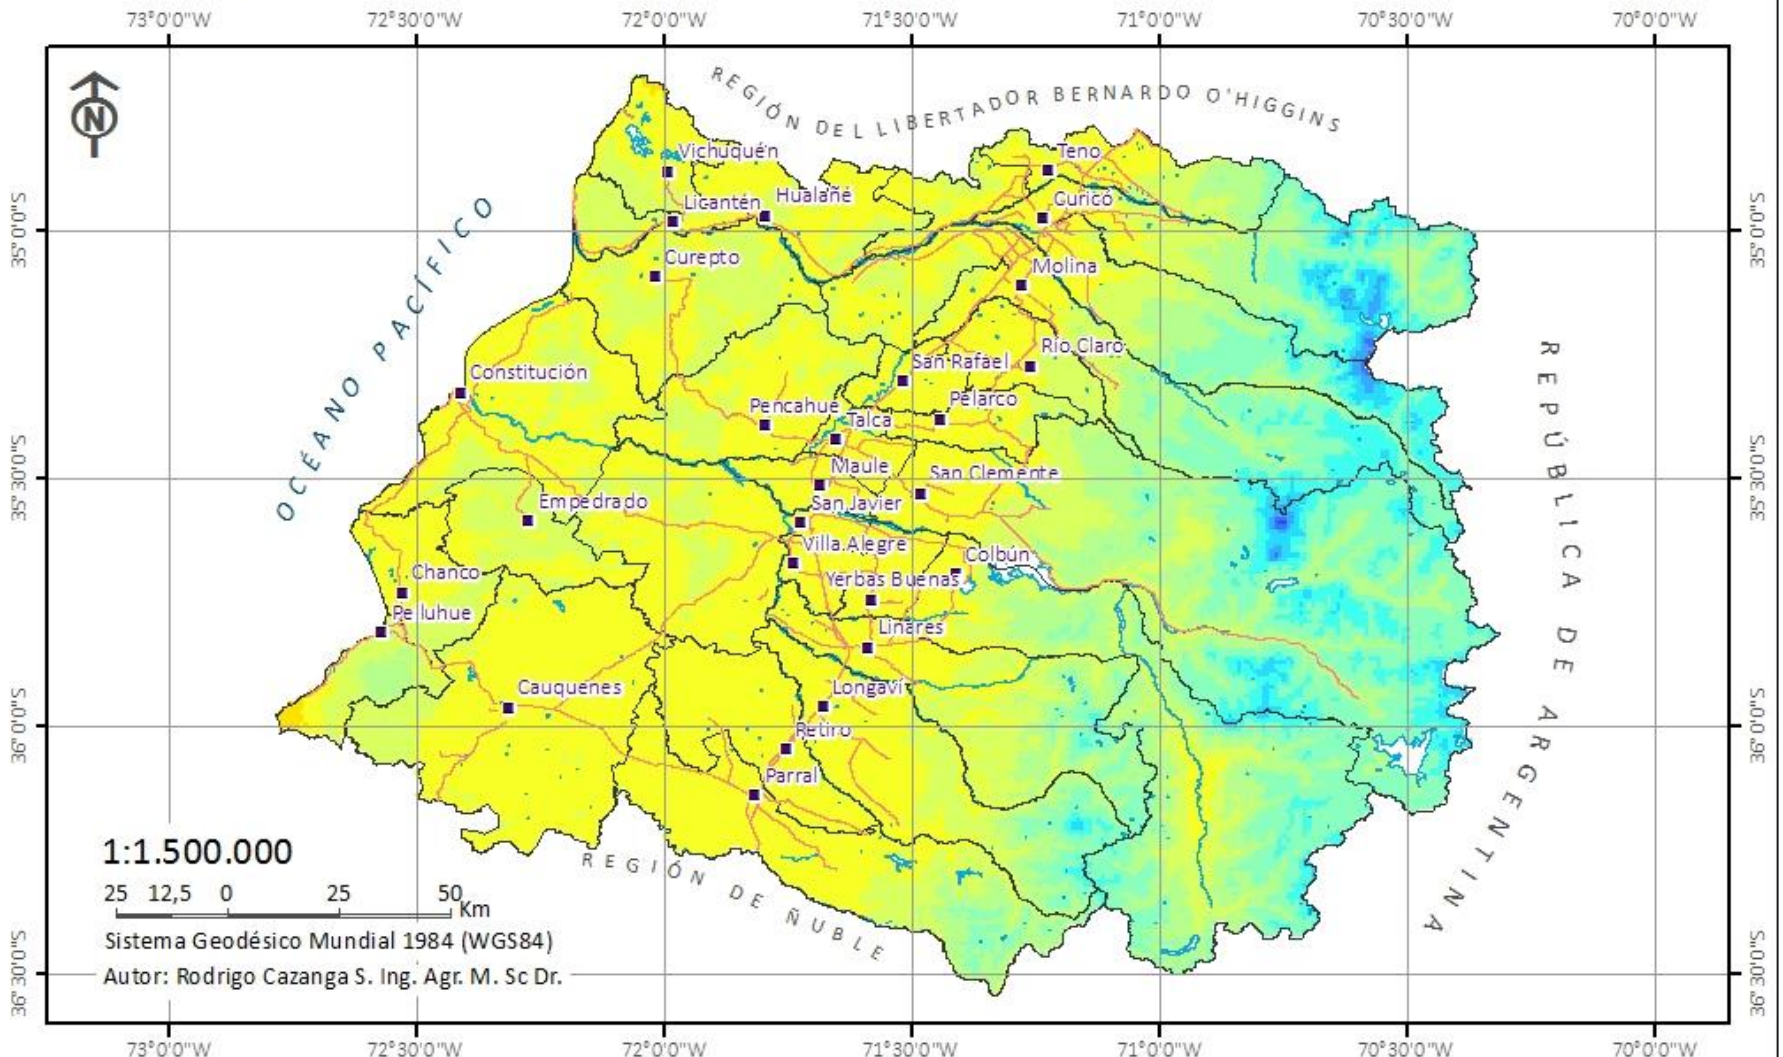 73°0'0"W 72°30'0"W 72°0'0"W 71°30'0"W 71°0'0"W 70°30'0"W 70°0'0"W
N
REGIÓN DEL LIBERTADOR BERNARDO O'HIGGINS
Vichuquén
Teno
Hualañé
Licantén
Curicó
35°0'0"S
35°0'0"S
OCÉANO PACÍFICO
Curepto
Molina
Río Claro
San Rafael
Constitución
Pelarco
Pencahue
Talca
REPÚBLICA DE ARGENTINA
Maule
San Clemente
35°30'0"S
35°30'0"S
Empedrado
San Javier
Villa Alegre
Colbún
Chanco
Yerbas Buenas
Pelluhue
Linares
Cauquenes
Longaví
36°0'0"S
36°0'0"S
Retiro
Parral
REGIÓN DE ÑUBLE
1:1.500.000
25 12,5 0 25 50
Km
Sistema Geodésico Mundial 1984 (WGS84)
Autor: Rodrigo Cazanga S. Ing. Agr. M. Sc Dr.
36°30'0"S
36°30'0"S
73°0'0"W 72°30'0"W 72°0'0"W 71°30'0"W 71°0'0"W 70°30'0"W 70°0'0"W